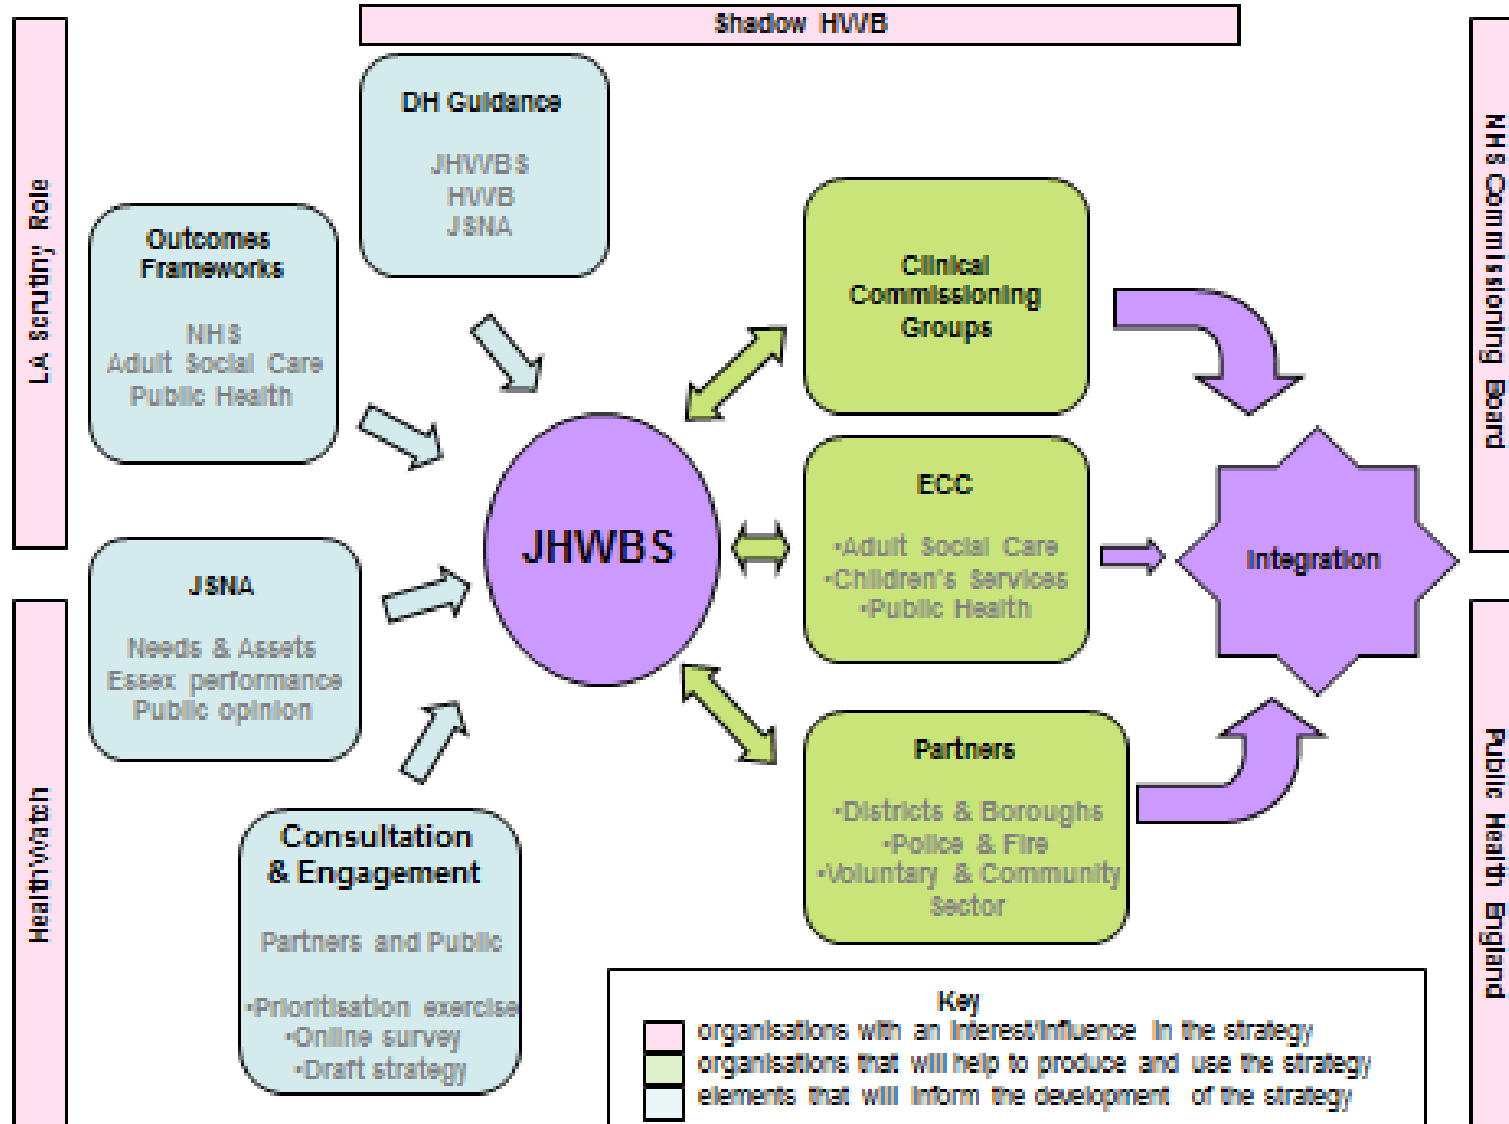 Shadow HWB
LA Scrutiny Role
HealthWatch
NHS Commissioning Board
Public Health England
DH Guidance
JHWBS
HWB
JSNA
Outcomes
Frameworks
NHS
Adult Social Care
Public Health
JSNA
Needs & Assets
Essex performance
Public opinion
Consultation
& Engagement
Partners and Public
•Prioritisation exercise
•Online survey
•Draft strategy
JHWBS
Clinical
Commissioning
Groups
ECC
•Adult Social Care
•Children's Services
•Public Health
Partners
•Districts & Boroughs
•Police & Fire
•Voluntary & Community
Sector
Integration
Key
organisations with an interest/influence in the strategy
organisations that will help to produce and use the strategy
elements that will inform the development of the strategy